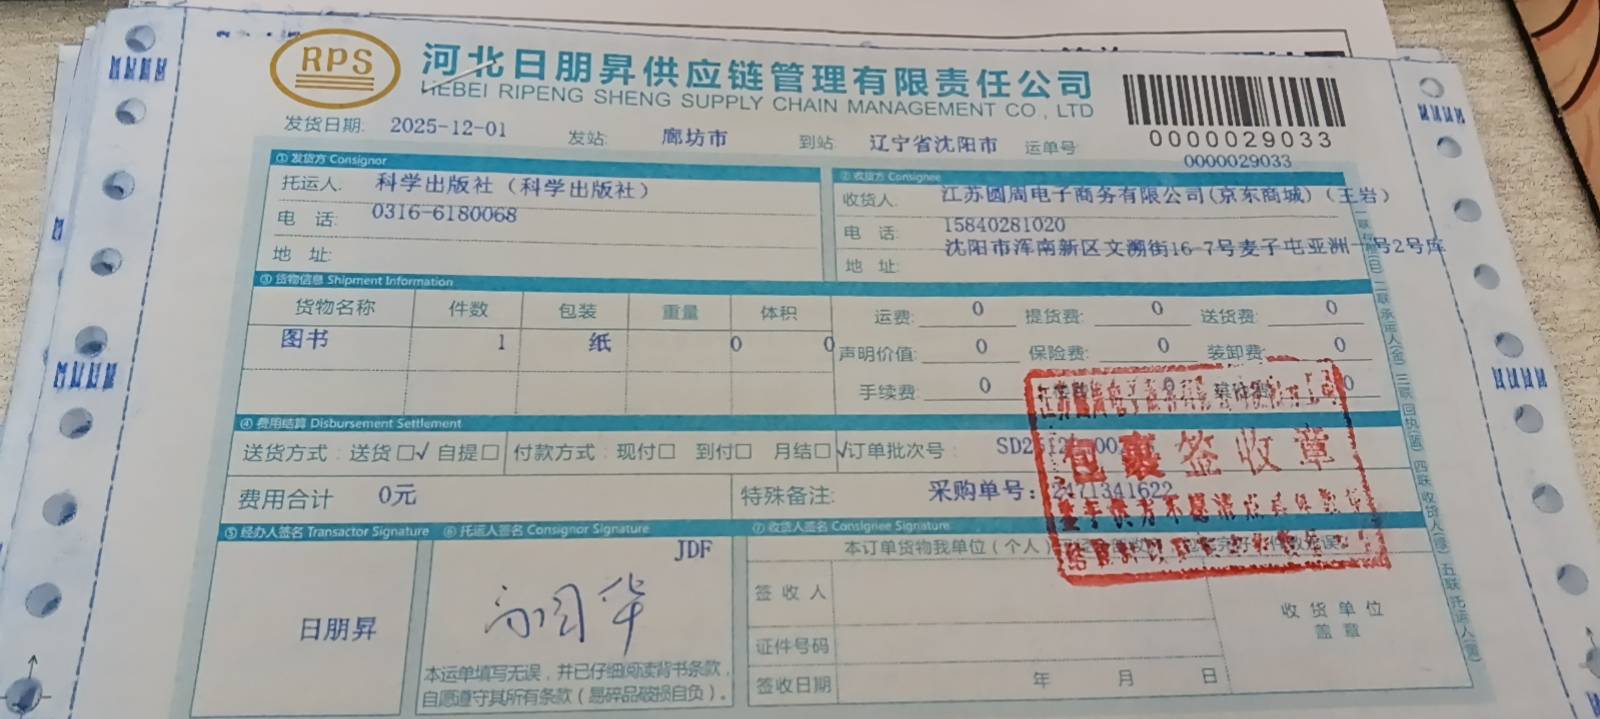 RPS
河北日朋昇供应链管理有限责任公司
HEBEI RIPENG SHENG SUPPLY CHAIN MANAGEMENT CO., LTD
0000029033
发货日期: 2025-12-01 发站: 廊坊市 到站: 辽宁省沈阳市 运单号: 0000029033
①发货方 Consignor
托运人: 科学出版社（科学出版社）
电 话: 0316-6180068
地 址:
②收货方 Consignee
收货人: 江苏圆周电子商务有限公司(京东商城)（王岩）
电 话: 15840281020
地 址: 沈阳市浑南新区文溯街16-7号麦子屯亚洲一号2号库
③货物信息 Shipment Information
货物名称 件数 包装 重量 体积
图书 1 纸 0 0
运费: 0 提货费: 0 送货费: 0
声明价值: 0 保险费: 0 装卸费: 0
手续费: 0 0 0
④费用结算 Disbursement Settlement
送货方式: 送货□√ 自提□ 付款方式: 现付□ 到付□ 月结□√ 订单批次号:
费用合计 0元 特殊备注: 采购单号: 2471341622
包裹签收章
⑤经办人签名 Transactor Signature
日朋昇
⑥托运人签名 Consignor Signature
JDF
本运单填写无误，并已仔细阅读背书条款，
自愿遵守其所有条款（易碎品破损自负）。
⑦收货人签名 Consignee Signature
本订单货物我单位（个人）
签收人
证件号码
签收日期 年 月 日
收货单位
盖章